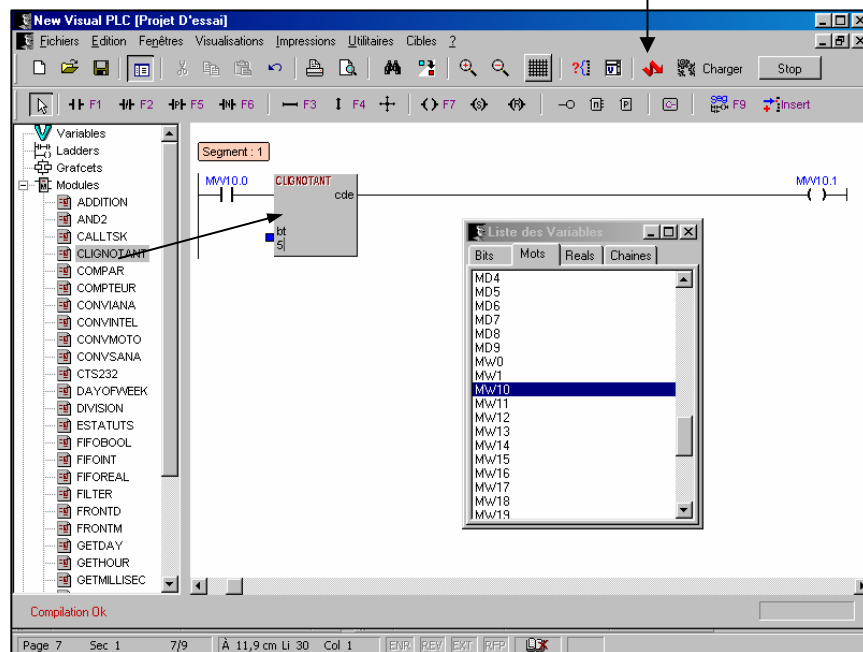 New Visual PLC [Projet D'essai]
Fichiers Edition Fenêtres Visualisations Impressions Utilitaires Cibles ?
Charger Stop
F1 F2 F5 F6 F3 F4 F7 F9 Insert
Variables
Ladders
Grafcets
Modules
ADDITION
AND2
CALLTSK
CLIGNOTANT
COMPAR
COMPTEUR
CONVIANA
CONVINTEL
CONVMOTO
CONVSANA
CTS232
DAYOFWEEK
DIVISION
ESTATUTS
FIFOBOOL
FIFOINT
FIFOREAL
FILTER
FRONTD
FRONTM
GETDAY
GETHOUR
GETMILLISEC
Segment : 1
MW10.0 CLIGNOTANT MW10.1
cde
bt
5
Liste des Variables
Bits Mots Reals Chaines
MD4
MD5
MD6
MD7
MD8
MD9
MW0
MW1
MW10
MW11
MW12
MW13
MW14
MW15
MW16
MW17
MW18
MW19
Compilation Ok
Page 7 Sec 1 7/9 À 11,9 cm Li 30 Col 1 ENR REV EXT RFP